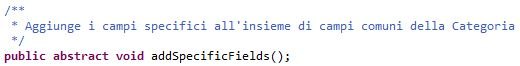 /**
 * Aggiunge i campi specifici all'insieme di campi comuni della Categoria
 */
public abstract void addSpecificFields();